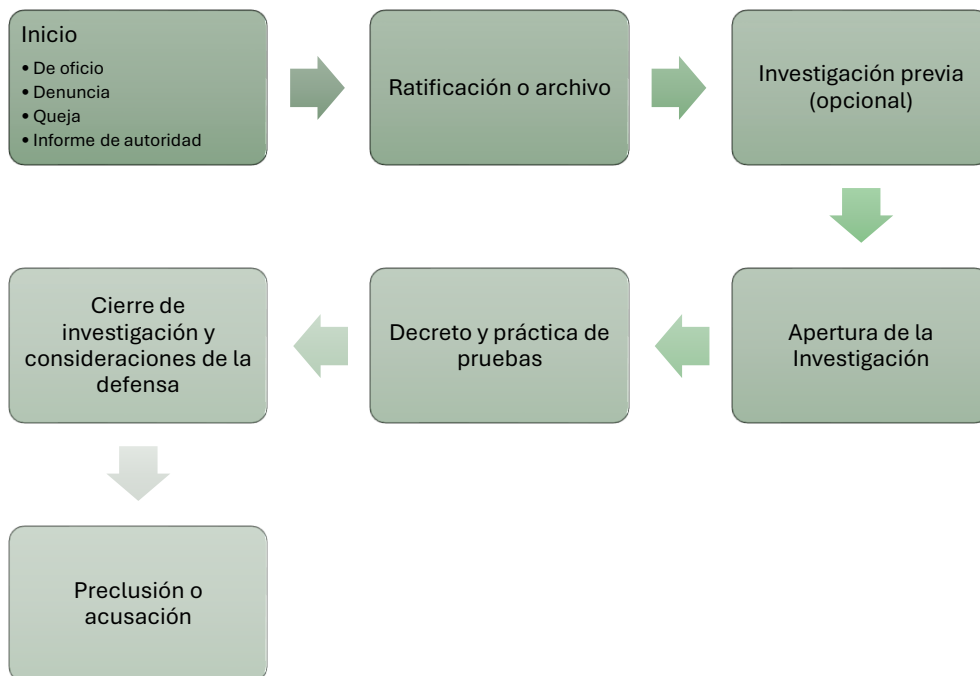 Inicio
• De oficio
• Denuncia
• Queja
• Informe de autoridad
Ratificación o archivo
Investigación previa
(opcional)
Apertura de la
Investigación
Decreto y práctica de
pruebas
Cierre de
investigación y
consideraciones de la
defensa
Preclusión o
acusación